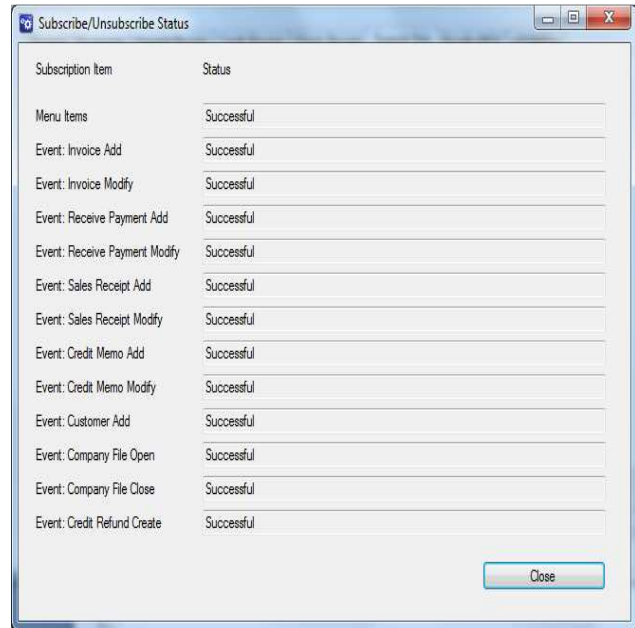 Subscribe/Unsubscribe Status
Subscription Item Status
Menu Items Successful
Event: Invoice Add Successful
Event: Invoice Modify Successful
Event: Receive Payment Add Successful
Event: Receive Payment Modify Successful
Event: Sales Receipt Add Successful
Event: Sales Receipt Modify Successful
Event: Credit Memo Add Successful
Event: Credit Memo Modify Successful
Event: Customer Add Successful
Event: Company File Open Successful
Event: Company File Close Successful
Event: Credit Refund Create Successful
Close